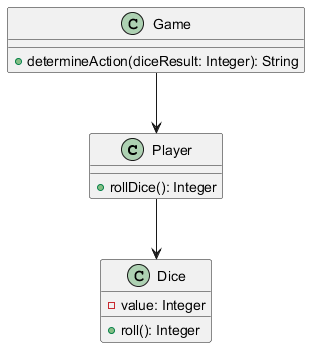 C Game
determineAction(diceResult: Integer): String
C Player
rollDice(): Integer
C Dice
value: Integer
roll(): Integer